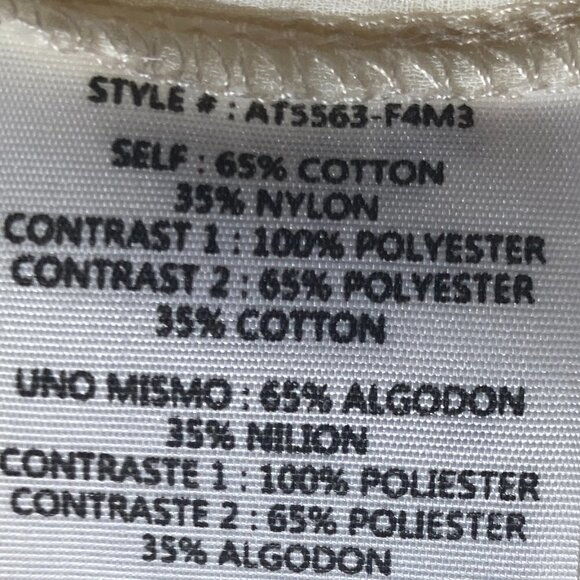 STYLE # : AT5563-F4M3
SELF : 65% COTTON
35% NYLON
CONTRAST 1 : 100% POLYESTER
CONTRAST 2 : 65% POLYESTER
35% COTTON
UNO MISMO : 65% ALGODON
35% NILION
CONTRASTE 1 : 100% POLIESTER
CONTRASTE 2 : 65% POLIESTER
35% ALGODON